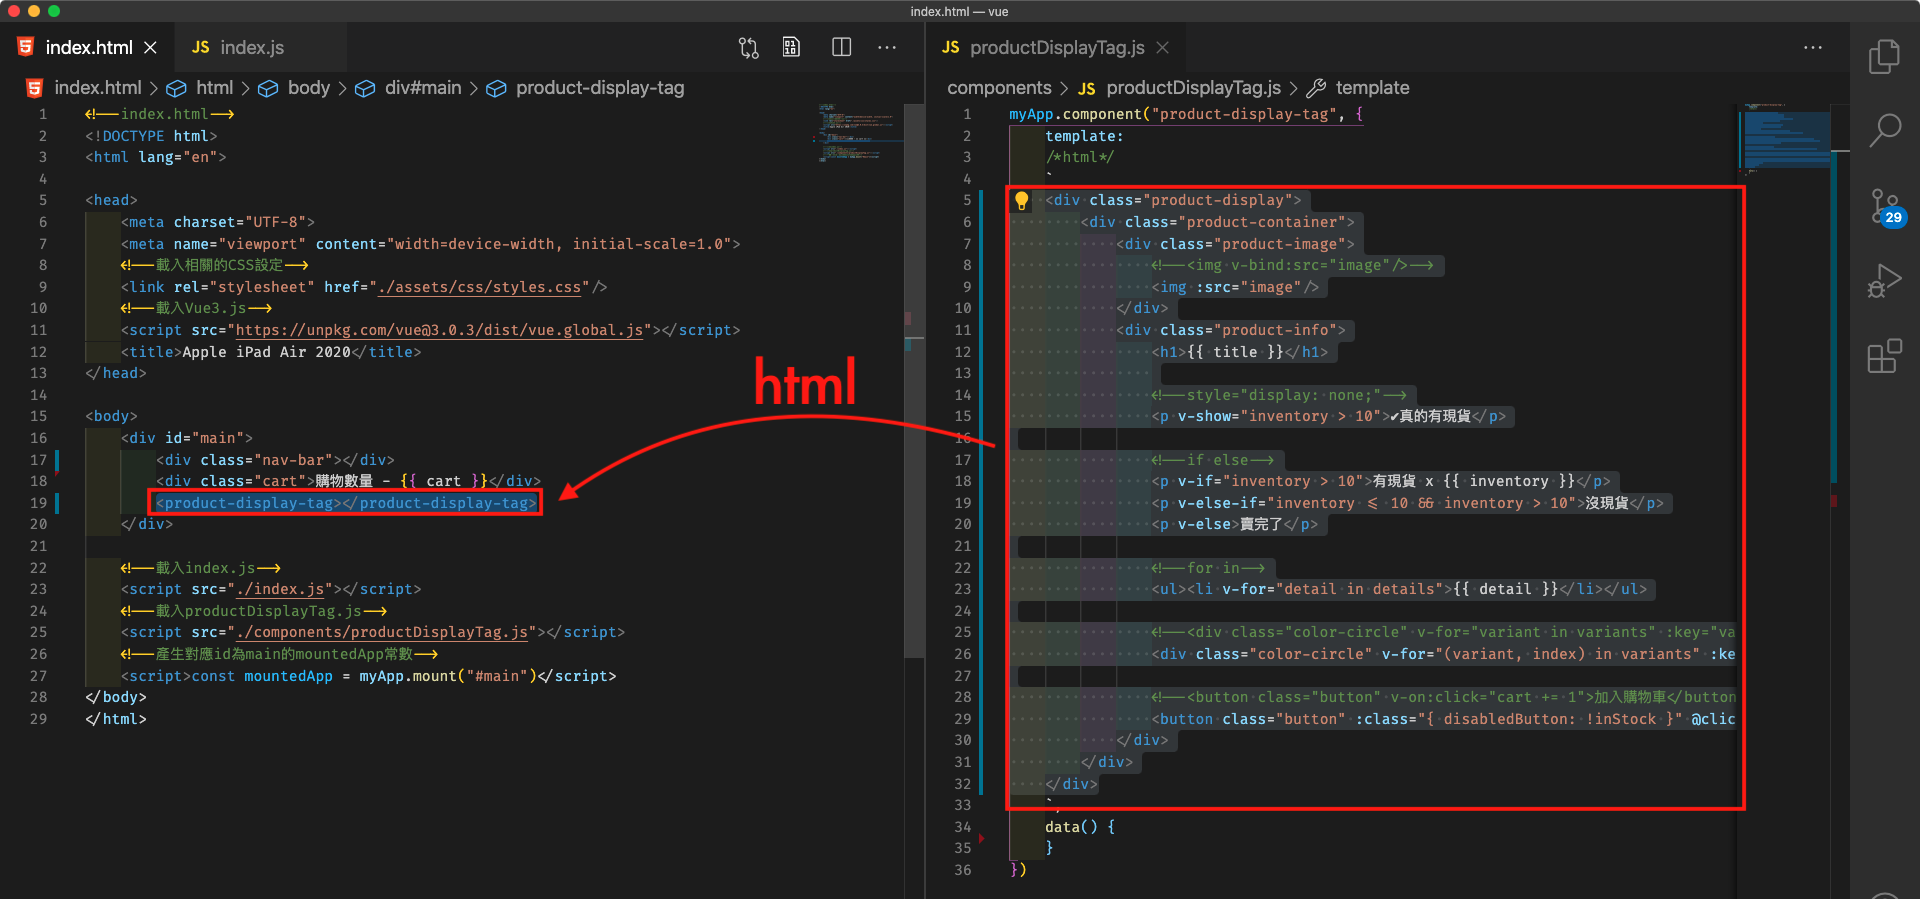 index.html — vue
index.html
JS index.js
JS productDisplayTag.js
index.html > html > body > div#main > product-display-tag
components > JS productDisplayTag.js > template
1 <!--index.html-->
2 <!DOCTYPE html>
3 <html lang="en">
4
5 <head>
6 <meta charset="UTF-8">
7 <meta name="viewport" content="width=device-width, initial-scale=1.0">
8 <!--載入相關的CSS設定-->
9 <link rel="stylesheet" href="./assets/css/styles.css"/>
10 <!--載入Vue3.js-->
11 <script src="https://unpkg.com/vue@3.0.3/dist/vue.global.js"></script>
12 <title>Apple iPad Air 2020</title>
13 </head>
14
15 <body>
16 <div id="main">
17 <div class="nav-bar"></div>
18 <div class="cart">購物數量 - {{ cart }}</div>
19 <product-display-tag></product-display-tag>
20 </div>
21
22 <!--載入index.js-->
23 <script src="./index.js"></script>
24 <!--載入productDisplayTag.js-->
25 <script src="./components/productDisplayTag.js"></script>
26 <!--產生對應id為main的mountedApp常數-->
27 <script>const mountedApp = myApp.mount("#main")</script>
28 </body>
29 </html>
html
1 myApp.component("product-display-tag", {
2 template:
3 /*html*/
4 `
5 <div class="product-display">
6 <div class="product-container">
7 <div class="product-image">
8 <!--<img v-bind:src="image"/>-->
9 <img :src="image"/>
10 </div>
11 <div class="product-info">
12 <h1>{{ title }}</h1>
13
14 <!--style="display: none;"-->
15 <p v-show="inventory > 10">✔真的有現貨</p>
16
17 <!--if else-->
18 <p v-if="inventory > 10">有現貨 x {{ inventory }}</p>
19 <p v-else-if="inventory <= 10 && inventory > 10">沒現貨</p>
20 <p v-else>賣完了</p>
21
22 <!--for in-->
23 <ul><li v-for="detail in details">{{ detail }}</li></ul>
24
25 <!--<div class="color-circle" v-for="variant in variants" :key="va
26 <div class="color-circle" v-for="(variant, index) in variants" :ke
27
28 <!--<button class="button" v-on:click="cart += 1">加入購物車</button
29 <button class="button" :class="{ disabledButton: !inStock }" @clic
30 </div>
31 </div>
32 </div>
33 `,
34 data() {
35 }
36 })
29